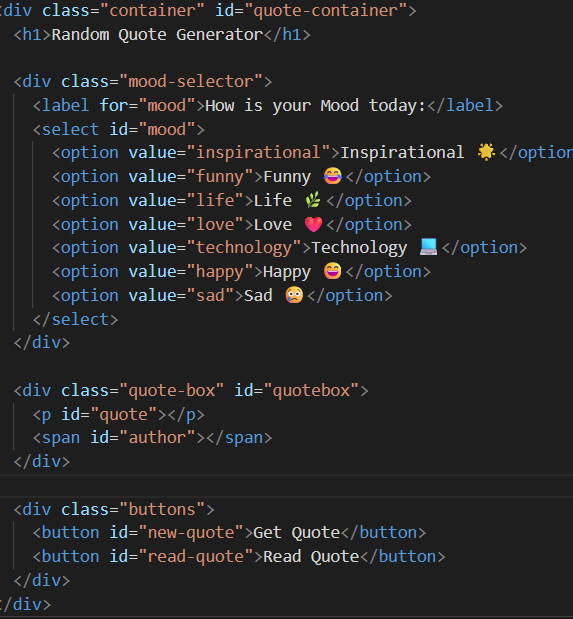 div class="container" id="quote-container">
<h1>Random Quote Generator</h1>
<div class="mood-selector">
<label for="mood">How is your Mood today:</label>
<select id="mood">
<option value="inspirational">Inspirational 🌟</option
<option value="funny">Funny 😂</option>
<option value="life">Life 🌿</option>
<option value="love">Love ❤️</option>
<option value="technology">Technology 💻</option>
<option value="happy">Happy 😄</option>
<option value="sad">Sad 😢</option>
</select>
</div>
<div class="quote-box" id="quotebox">
<p id="quote"></p>
<span id="author"></span>
</div>
<div class="buttons">
<button id="new-quote">Get Quote</button>
<button id="read-quote">Read Quote</button>
</div>
/div>